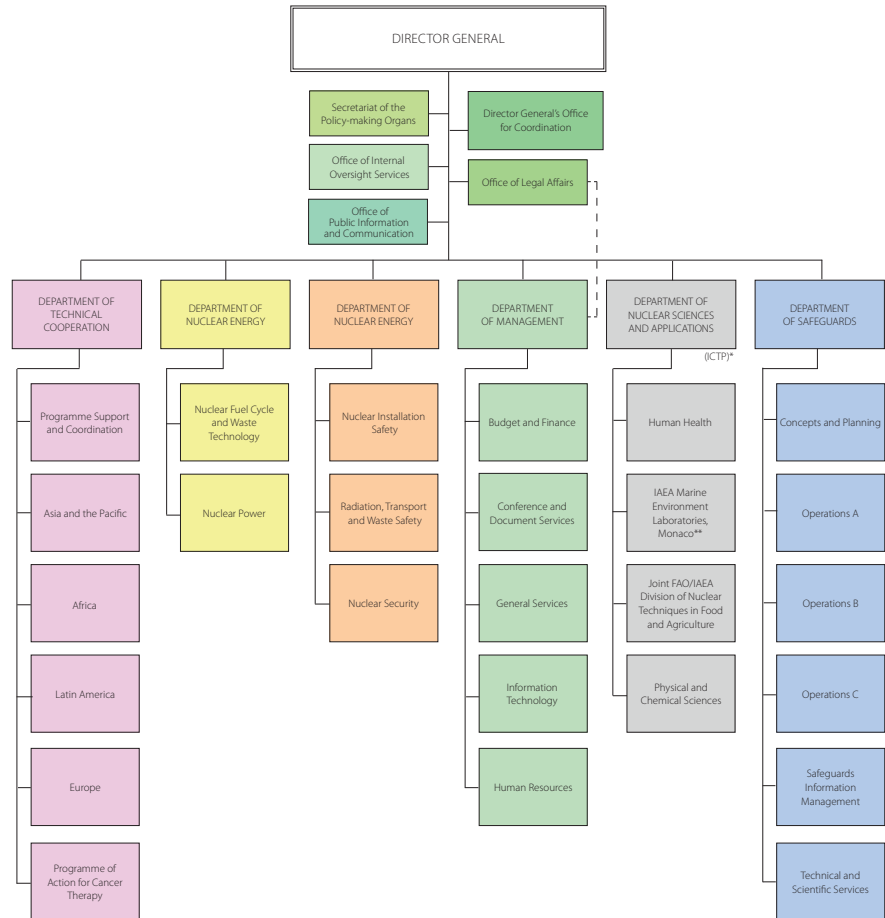 DIRECTOR GENERAL
Secretariat of the
Policy-making Organs
Director General's Office
for Coordination
Office of Internal
Oversight Services
Office of Legal Affairs
Office of
Public Information
and Communication
DEPARTMENT OF
TECHNICAL
COOPERATION
DEPARTMENT OF
NUCLEAR ENERGY
DEPARTMENT OF
NUCLEAR ENERGY
DEPARTMENT
OF MANAGEMENT
DEPARTMENT OF
NUCLEAR SCIENCES
AND APPLICATIONS
(ICTP)*
DEPARTMENT
OF SAFEGUARDS
Programme Support
and Coordination
Asia and the Pacific
Africa
Latin America
Europe
Programme of
Action for Cancer
Therapy
Nuclear Fuel Cycle
and Waste
Technology
Nuclear Power
Nuclear Installation
Safety
Radiation, Transport
and Waste Safety
Nuclear Security
Budget and Finance
Conference and
Document Services
General Services
Information
Technology
Human Resources
Human Health
IAEA Marine
Environment
Laboratories,
Monaco**
Joint FAO/IAEA
Division of Nuclear
Techniques in Food
and Agriculture
Physical and
Chemical Sciences
Concepts and Planning
Operations A
Operations B
Operations C
Safeguards
Information
Management
Technical and
Scientific Services